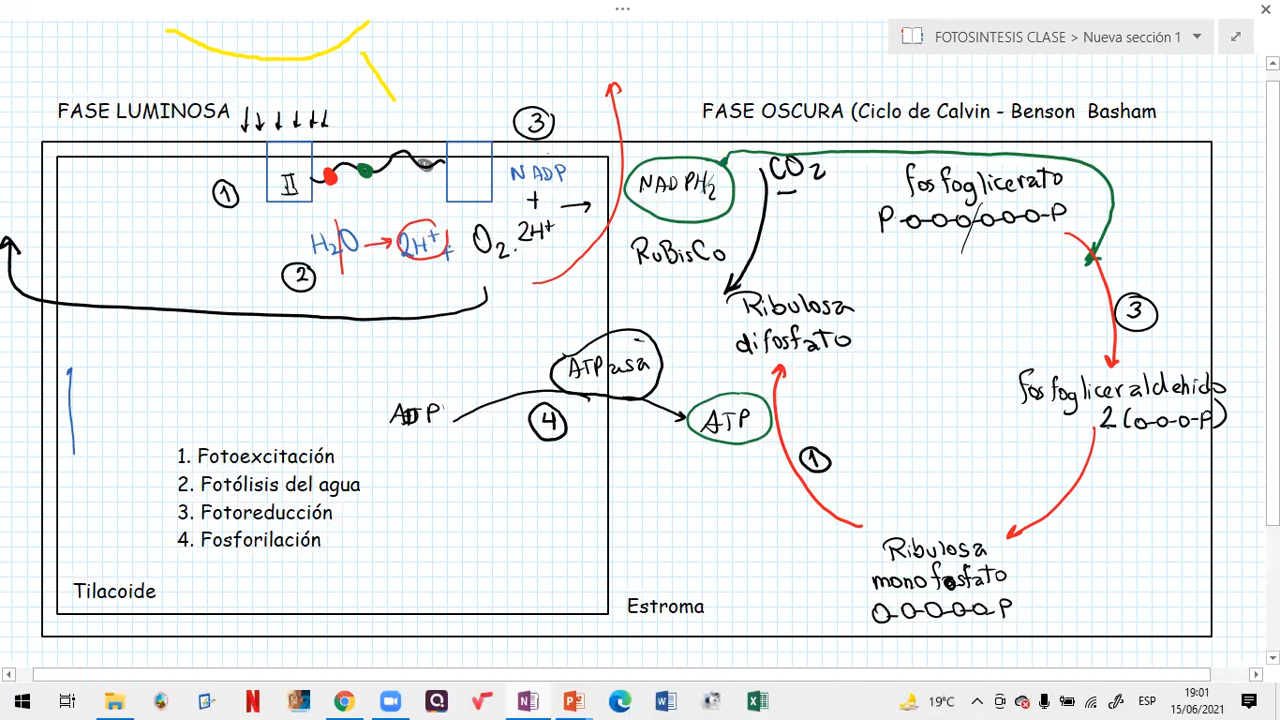 FOTOSINTESIS CLASE > Nueva sección 1
FASE LUMINOSA
FASE OSCURA (Ciclo de Calvin - Benson Basham
3
NADP
+
2H+
II
1
H2O → 2H+ + O2
2
NADPH2
CO2
RuBisCo
fosfoglicerato
P-o-o-o-o-o-o-P
Ribulosa
difosfato
3
ATPasa
ADP
4
ATP
fosfogliceraldehido
2(o-o-o-P)
1
1. Fotoexcitación
2. Fotólisis del agua
3. Fotoreducción
4. Fosforilación
Ribulosa
mono fosfato
O-O-O-O-O-P
Tilacoide
Estroma
19°C
ESP
19:01
15/06/2021